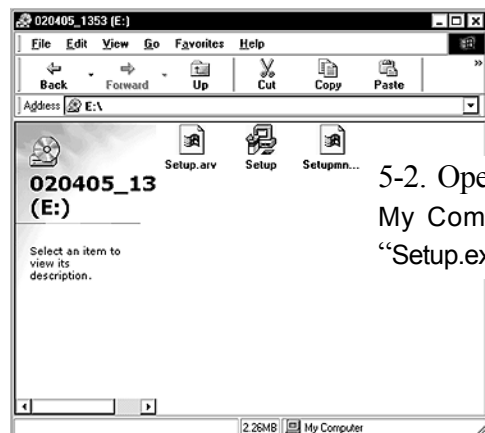 020405_1353 (E:)
File Edit View Go Favorites Help
Back Forward Up Cut Copy Paste »
Address E:\
Setup.arv Setup Setupmn...
020405_13
(E:)
Select an item to
view its
description.
5-2. Ope
My Com
“Setup.ex
2.26MB My Computer